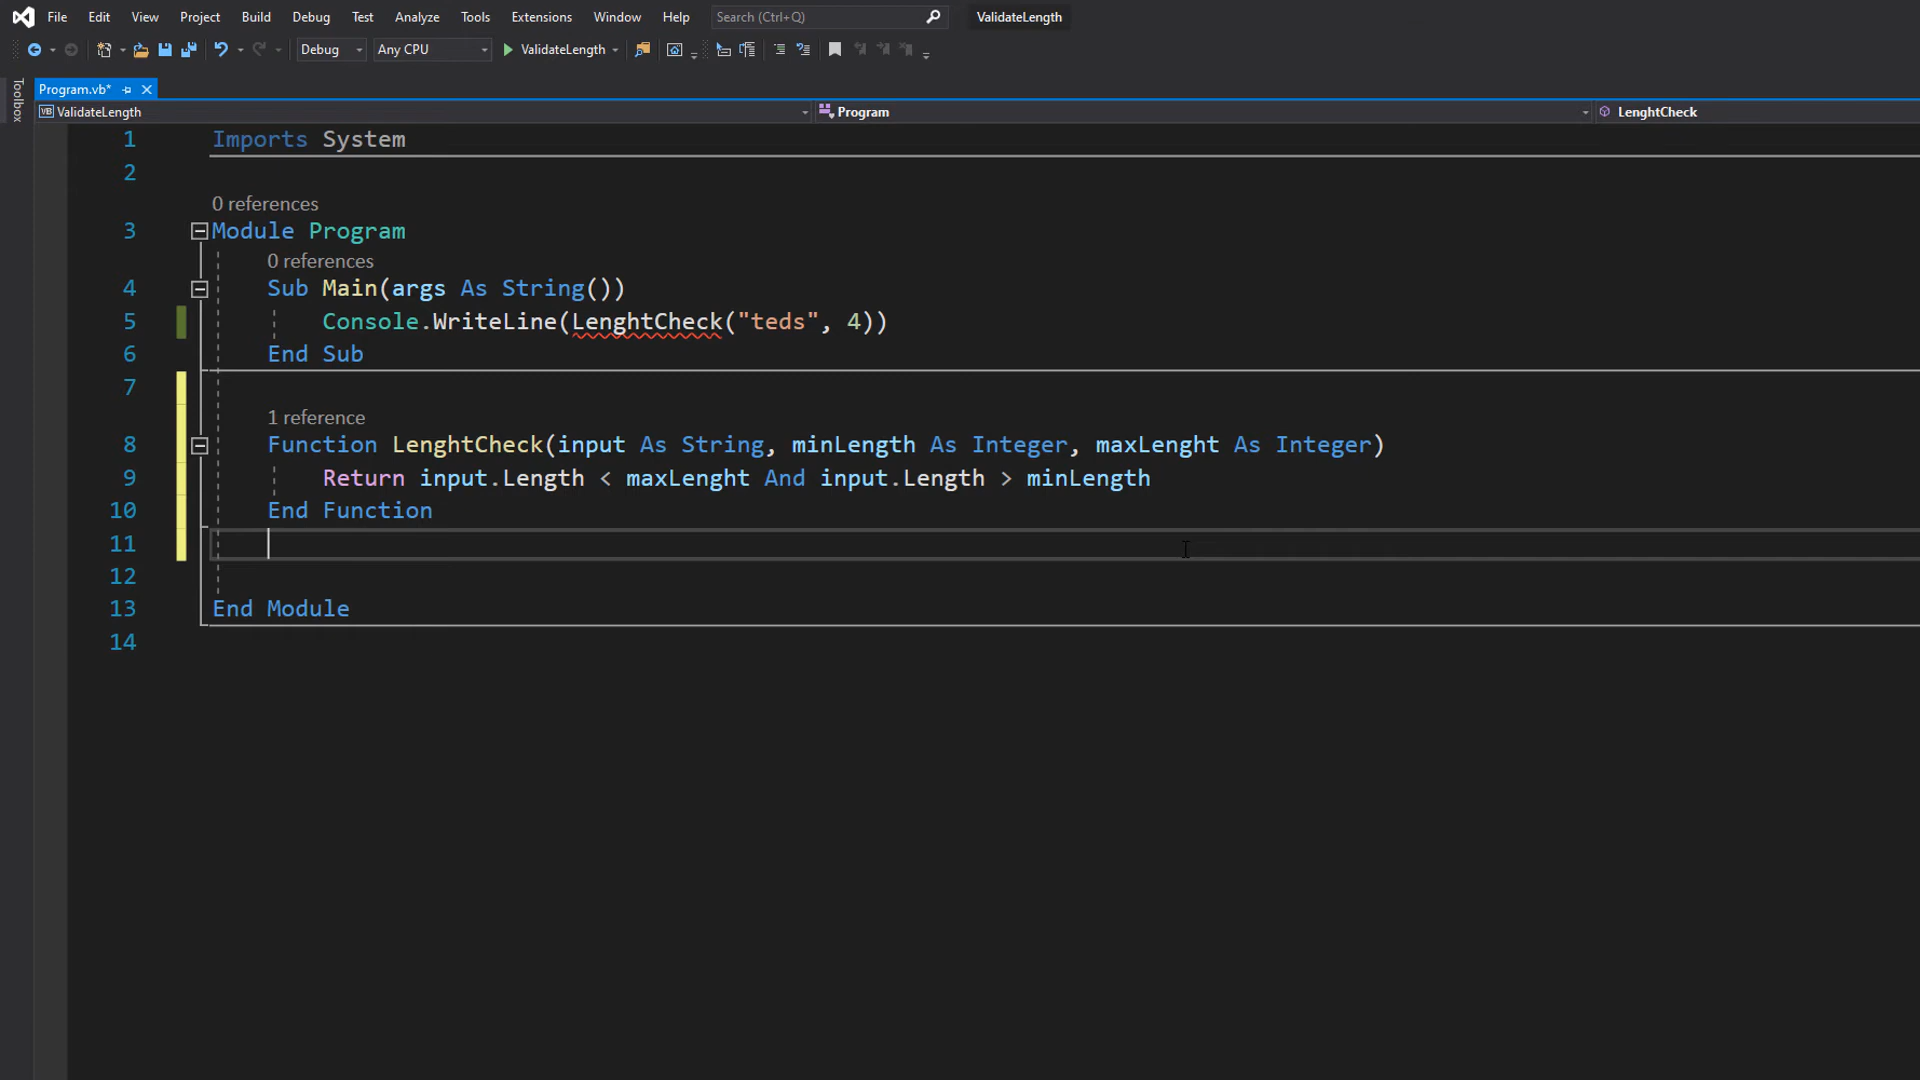 File Edit View Project Build Debug Test Analyze Tools Extensions Window Help Search (Ctrl+Q) ValidateLength
Debug Any CPU ValidateLength
Toolbox
Program.vb*
VB ValidateLength Program LenghtCheck
1 Imports System
2
0 references
3 Module Program
0 references
4 Sub Main(args As String())
5 Console.WriteLine(LenghtCheck("teds", 4))
6 End Sub
7
1 reference
8 Function LenghtCheck(input As String, minLength As Integer, maxLenght As Integer)
9 Return input.Length < maxLenght And input.Length > minLength
10 End Function
11
12
13 End Module
14